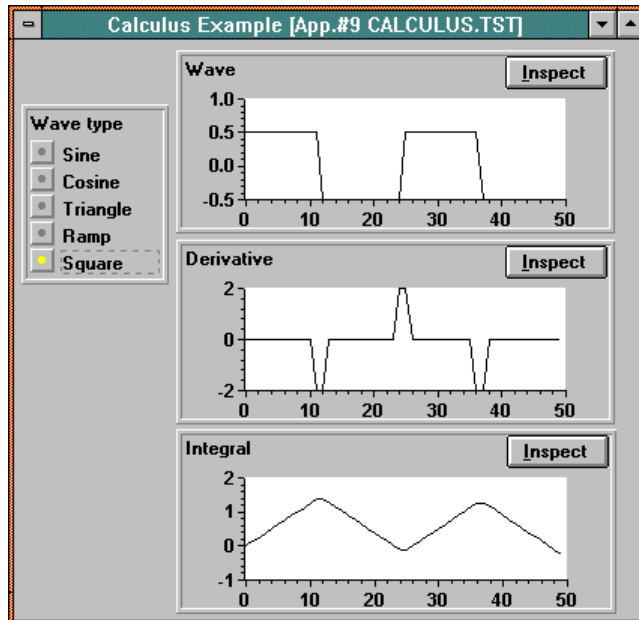 Calculus Example [App.#9 CALCULUS.TST]
Wave type
Sine
Cosine
Triangle
Ramp
Square
Wave
Inspect
1.0
0.5
0.0
-0.5
0 10 20 30 40 50
Derivative
Inspect
2
0
-2
0 10 20 30 40 50
Integral
Inspect
2
1
0
-1
0 10 20 30 40 50